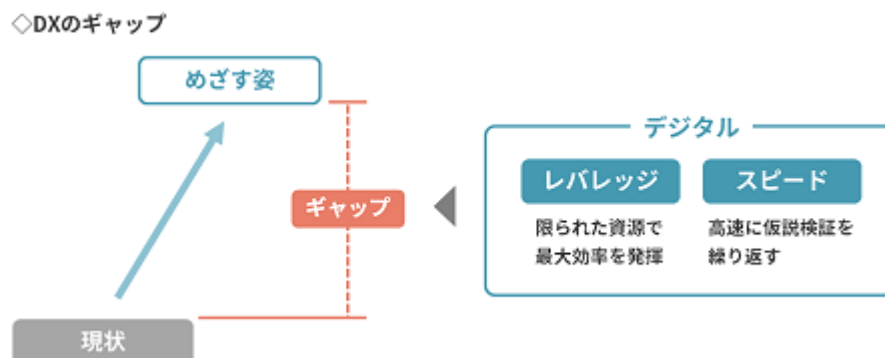 ◇DXのギャップ
めざす姿
ギャップ
現状
デジタル
レバレッジ
限られた資源で
最大効率を発揮
スピード
高速に仮説検証を
繰り返す